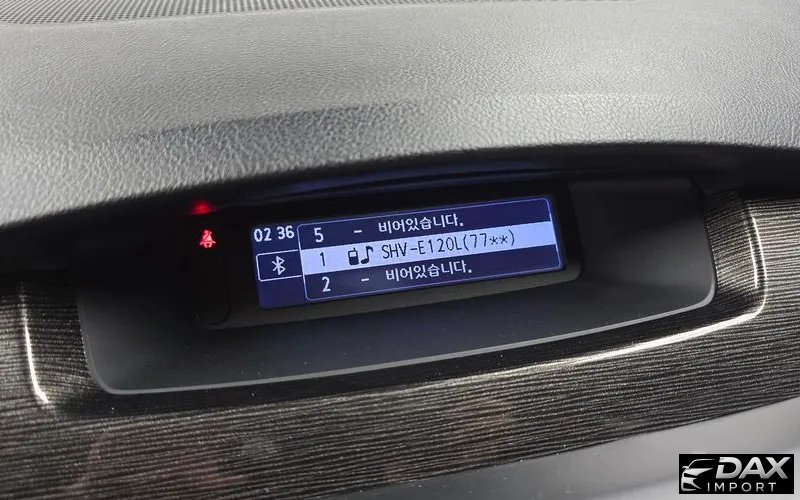 02 36
5 - 비어있습니다.
1 SHV-E120L(77**)
2 - 비어있습니다.
DAX
IMPORT